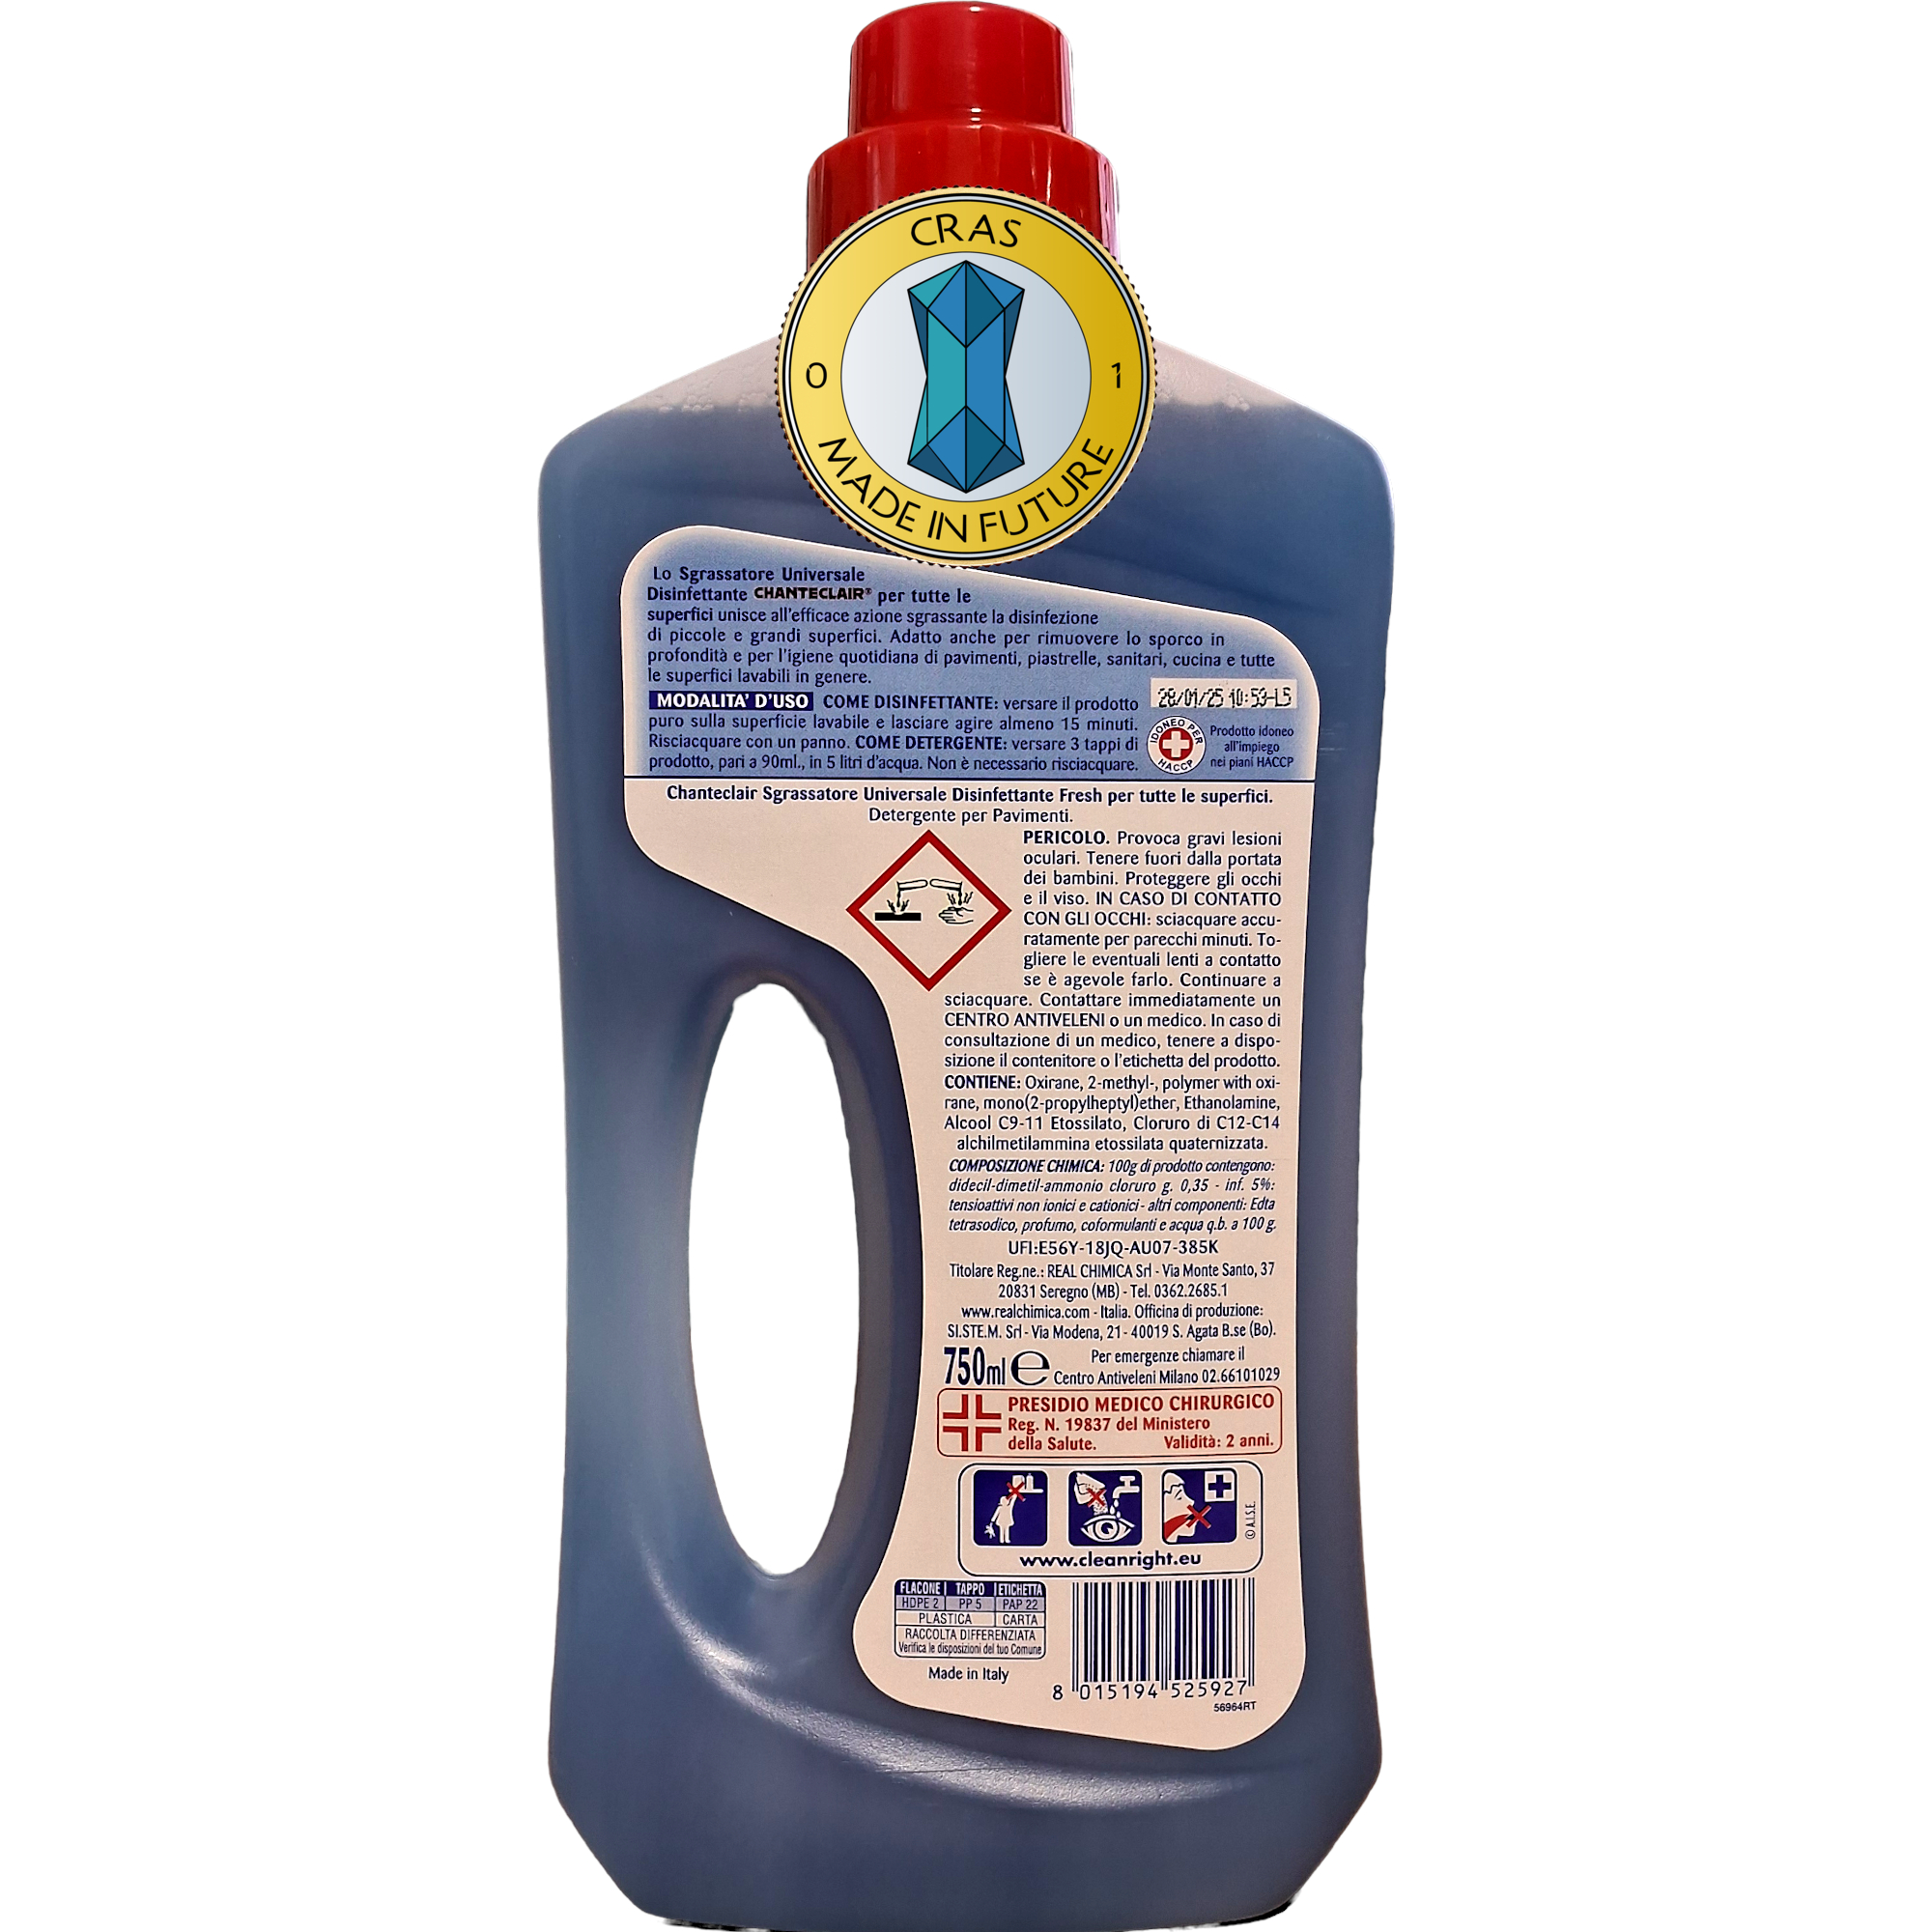 CRAS
0 1
MADE IN FUTURE
Lo Sgrassatore Universale
Disinfettante CHANTECLAIR® per tutte le
superfici unisce all'efficace azione sgrassante la disinfezione
di piccole e grandi superfici. Adatto anche per rimuovere lo sporco in
profondità e per l'igiene quotidiana di pavimenti, piastrelle, sanitari, cucina e tutte
le superfici lavabili in genere.
MODALITA' D'USO COME DISINFETTANTE: versare il prodotto
puro sulla superficie lavabile e lasciare agire almeno 15 minuti.
Risciacquare con un panno. COME DETERGENTE: versare 3 tappi di
prodotto, pari a 90ml., in 5 litri d'acqua. Non è necessario risciacquare.
28/01/25 10:59-L5
IDONEO PER
HACCP
Prodotto idoneo
all'impiego
nei piani HACCP
Chanteclair Sgrassatore Universale Disinfettante Fresh per tutte le superfici.
Detergente per Pavimenti.
PERICOLO. Provoca gravi lesioni
oculari. Tenere fuori dalla portata
dei bambini. Proteggere gli occhi
e il viso. IN CASO DI CONTATTO
CON GLI OCCHI: sciacquare accu-
ratamente per parecchi minuti. To-
gliere le eventuali lenti a contatto
se è agevole farlo. Continuare a
sciacquare. Contattare immediatamente un
CENTRO ANTIVELENI o un medico. In caso di
consultazione di un medico, tenere a dispo-
sizione il contenitore o l'etichetta del prodotto.
CONTIENE: Oxirane, 2-methyl-, polymer with oxi-
rane, mono(2-propylheptyl)ether, Ethanolamine,
Alcool C9-11 Etossilato, Cloruro di C12-C14
alchilmetilammina etossilata quaternizzata.
COMPOSIZIONE CHIMICA: 100g di prodotto contengono:
didecil-dimetil-ammonio cloruro g. 0,35 - inf. 5%:
tensioattivi non ionici e cationici - altri componenti: Edta
tetrasodico, profumo, coformulanti e acqua q.b. a 100 g.
UFI:E56Y-18JQ-AU07-385K
Titolare Reg.ne.: REAL CHIMICA Srl - Via Monte Santo, 37
20831 Seregno (MB) - Tel. 0362.2685.1
www.realchimica.com - Italia. Officina di produzione:
SI.STE.M. Srl - Via Modena, 21 - 40019 S. Agata B.se (Bo).
750ml e
Per emergenze chiamare il
Centro Antiveleni Milano 02.66101029
PRESIDIO MEDICO CHIRURGICO
Reg. N. 19837 del Ministero
della Salute. Validità: 2 anni.
© A.I.S.E.
www.cleanright.eu
FLACONE TAPPO ETICHETTA
HDPE 2 PP 5 PAP 22
PLASTICA CARTA
RACCOLTA DIFFERENZIATA
Verifica le disposizioni del tuo Comune
Made in Italy
8 015194 525927
56964RT